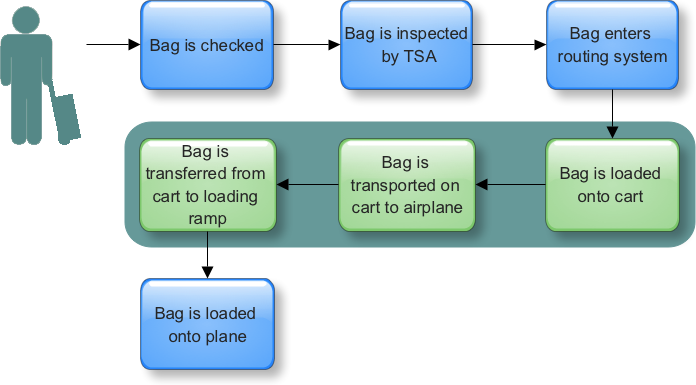 Bag is checked
Bag is inspected
by TSA
Bag enters
routing system
Bag is loaded
onto cart
Bag is
transported on
cart to airplane
Bag is
transferred from
cart to loading
ramp
Bag is loaded
onto plane